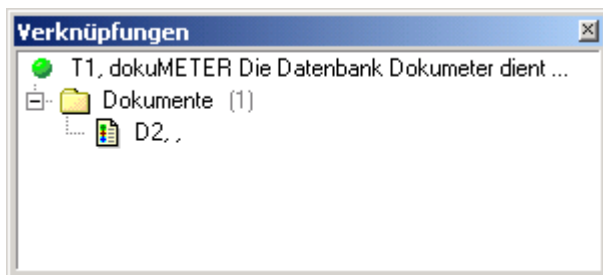 Verknüpfungen
T1, dokuMETER Die Datenbank Dokumeter dient ...
Dokumente (1)
D2, ,